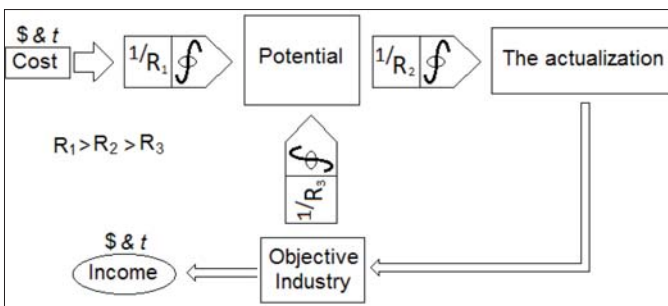 $ & t
Cost
1/R₁ ∮
Potential
1/R₂ ∮
The actualization
R₁>R₂>R₃
1/R₃ ∮
$ & t
Income
Objective
Industry